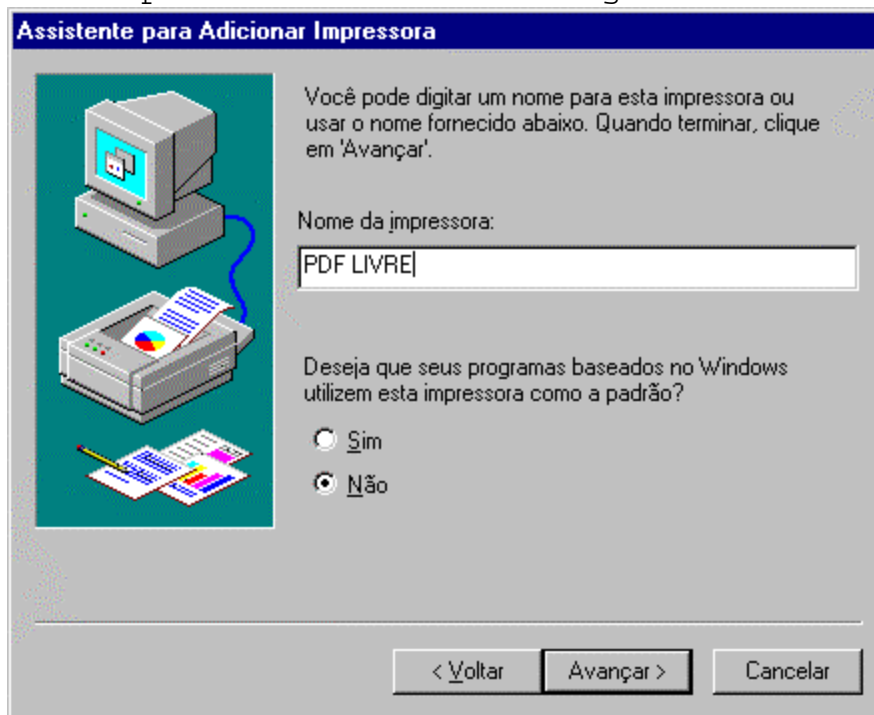 Assistente para Adicionar Impressora
Você pode digitar um nome para esta impressora ou
usar o nome fornecido abaixo. Quando terminar, clique
em 'Avançar'.
Nome da impressora:
PDF LIVRE
Deseja que seus programas baseados no Windows
utilizem esta impressora como a padrão?
Sim
Não
< Voltar
Avançar >
Cancelar